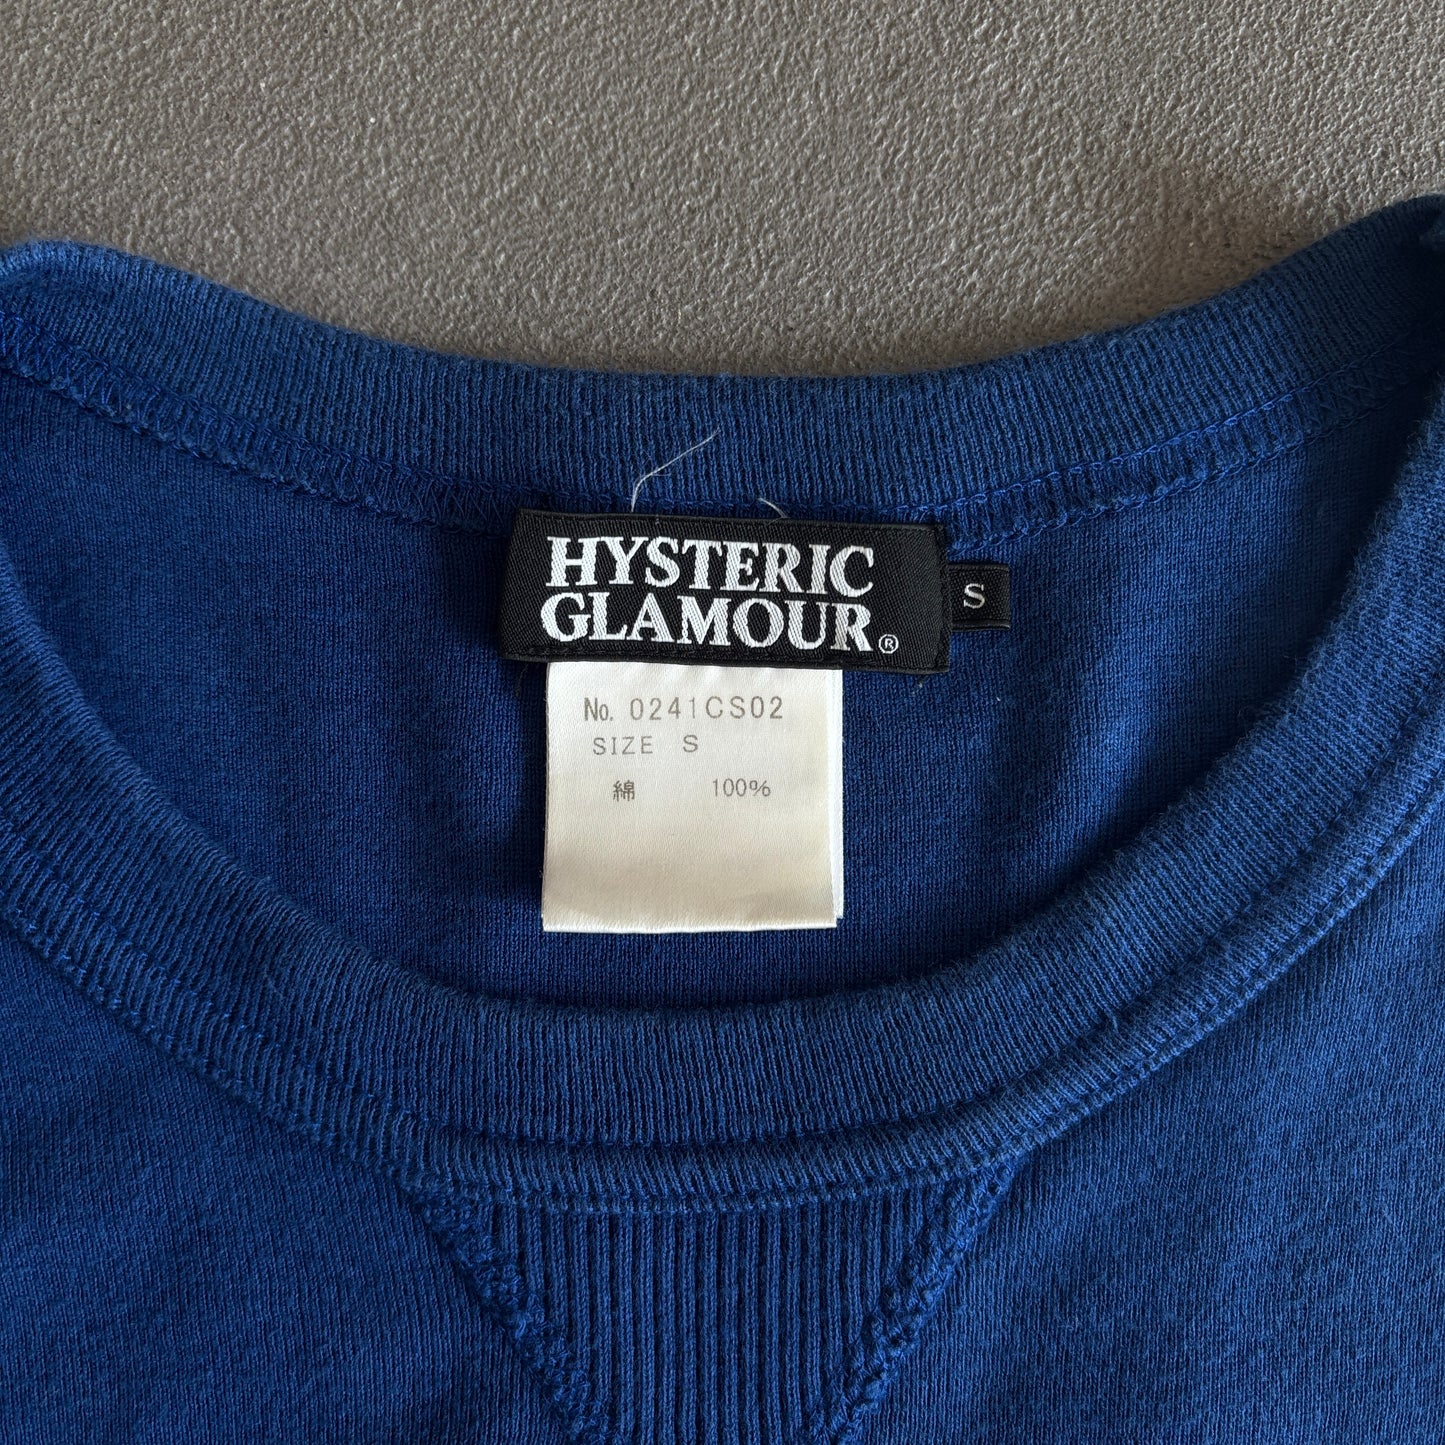 HYSTERIC
GLAMOUR®
S
No. 0241CS02
SIZE S
綿 100%